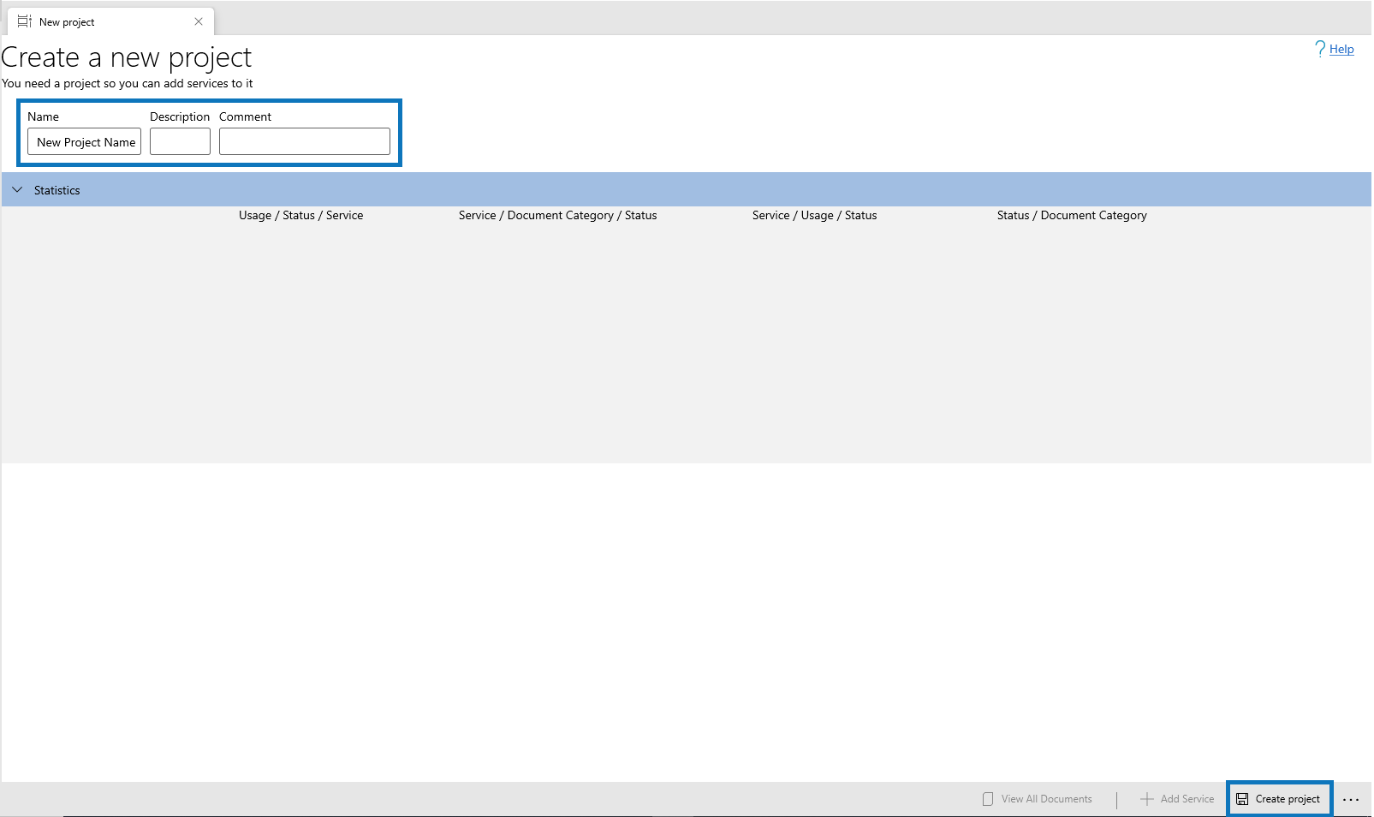 New project
Create a new project
Help
You need a project so you can add services to it
Name Description Comment
New Project Name
Statistics
Usage / Status / Service Service / Document Category / Status Service / Usage / Status Status / Document Category
View All Documents Add Service Create project